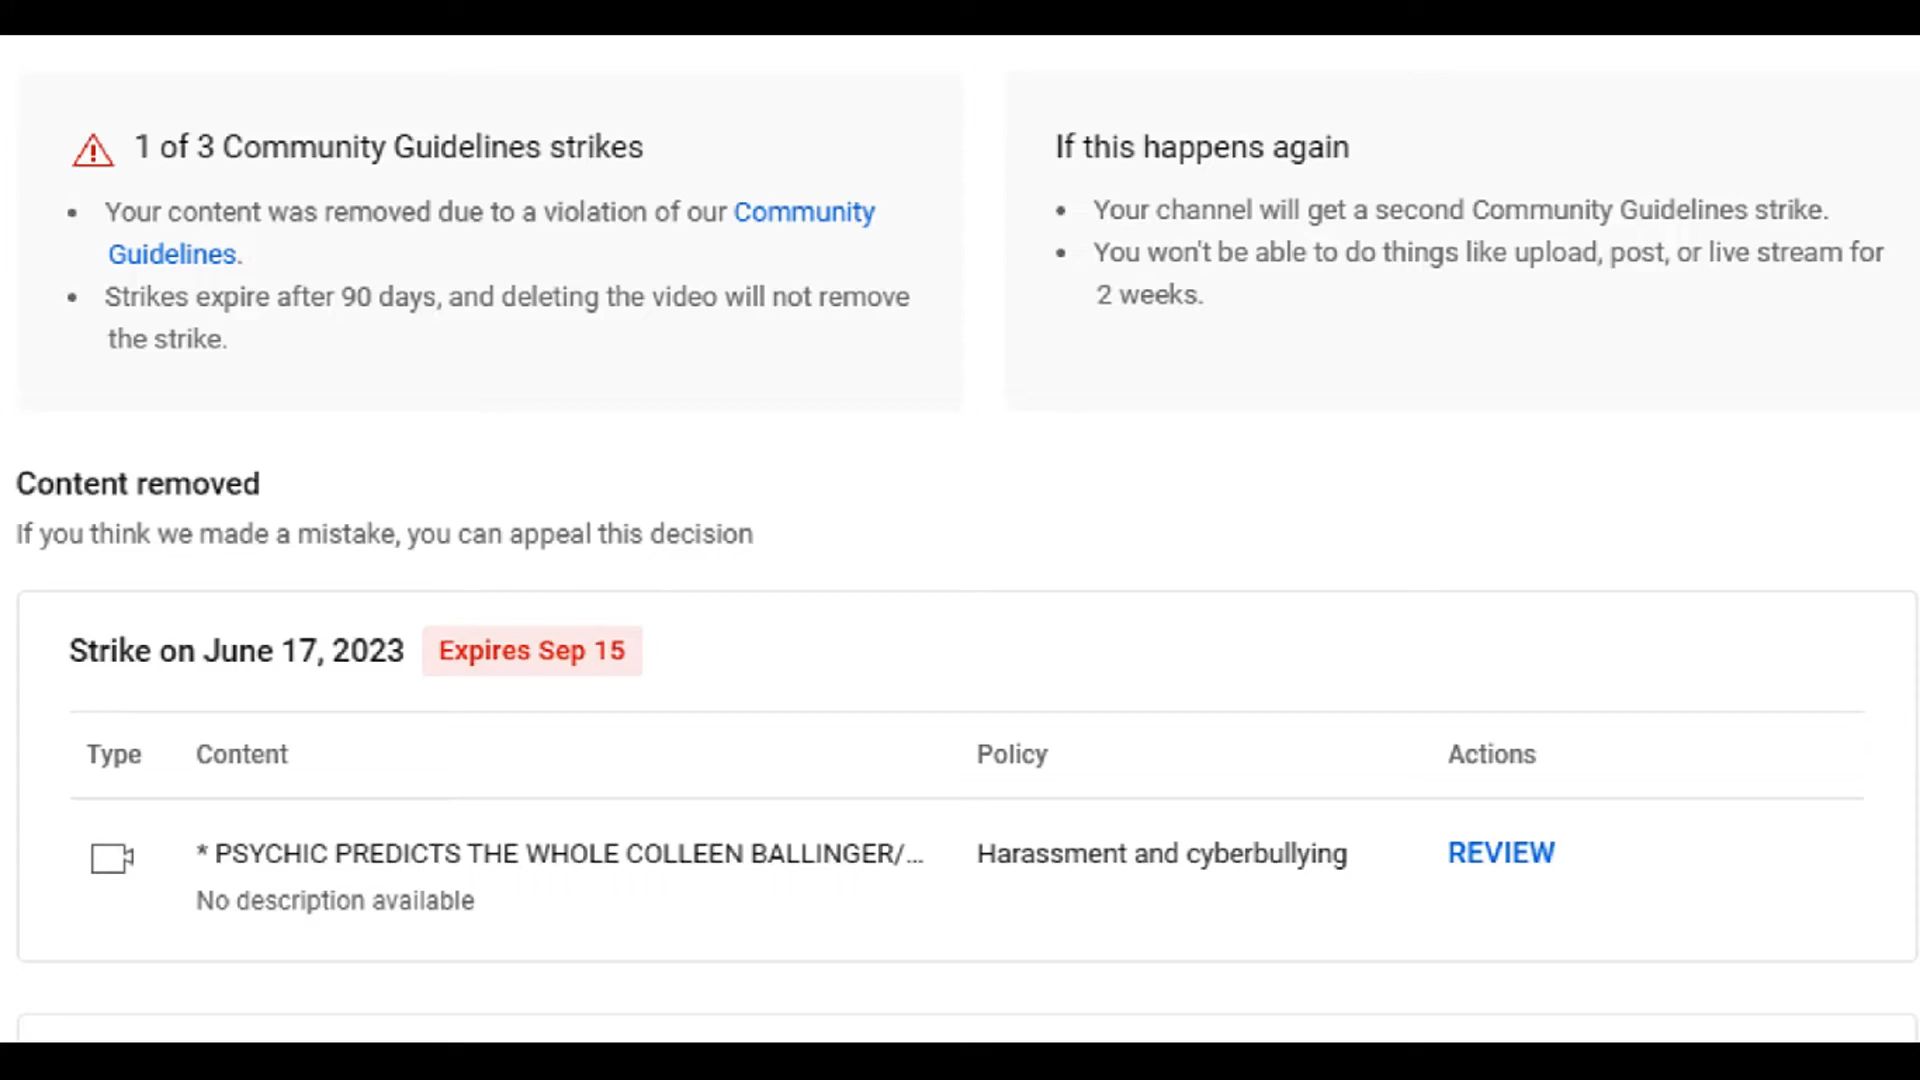 1 of 3 Community Guidelines strikes
• Your content was removed due to a violation of our Community
Guidelines.
• Strikes expire after 90 days, and deleting the video will not remove
the strike.
If this happens again
• Your channel will get a second Community Guidelines strike.
• You won't be able to do things like upload, post, or live stream for
2 weeks.
Content removed
If you think we made a mistake, you can appeal this decision
Strike on June 17, 2023 Expires Sep 15
Type Content Policy Actions
* PSYCHIC PREDICTS THE WHOLE COLLEEN BALLINGER/... Harassment and cyberbullying REVIEW
No description available